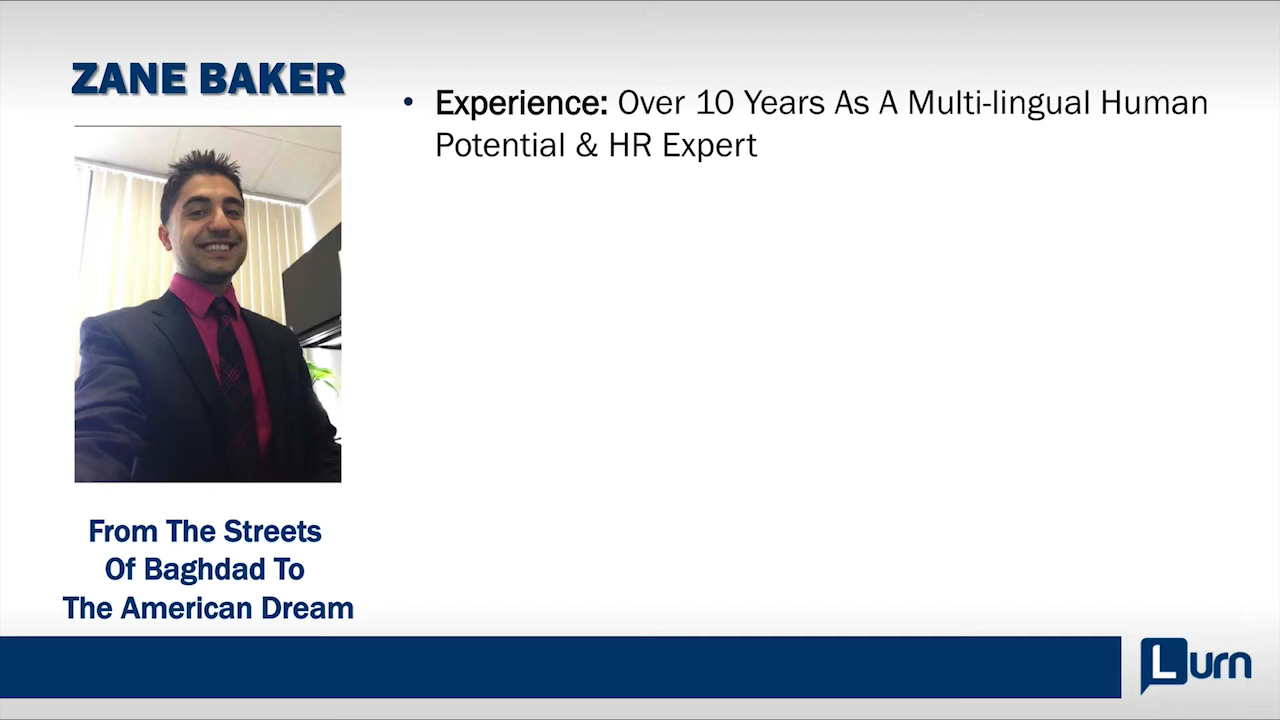 ZANE BAKER
• Experience: Over 10 Years As A Multi-lingual Human
Potential & HR Expert
From The Streets
Of Baghdad To
The American Dream
Lurn